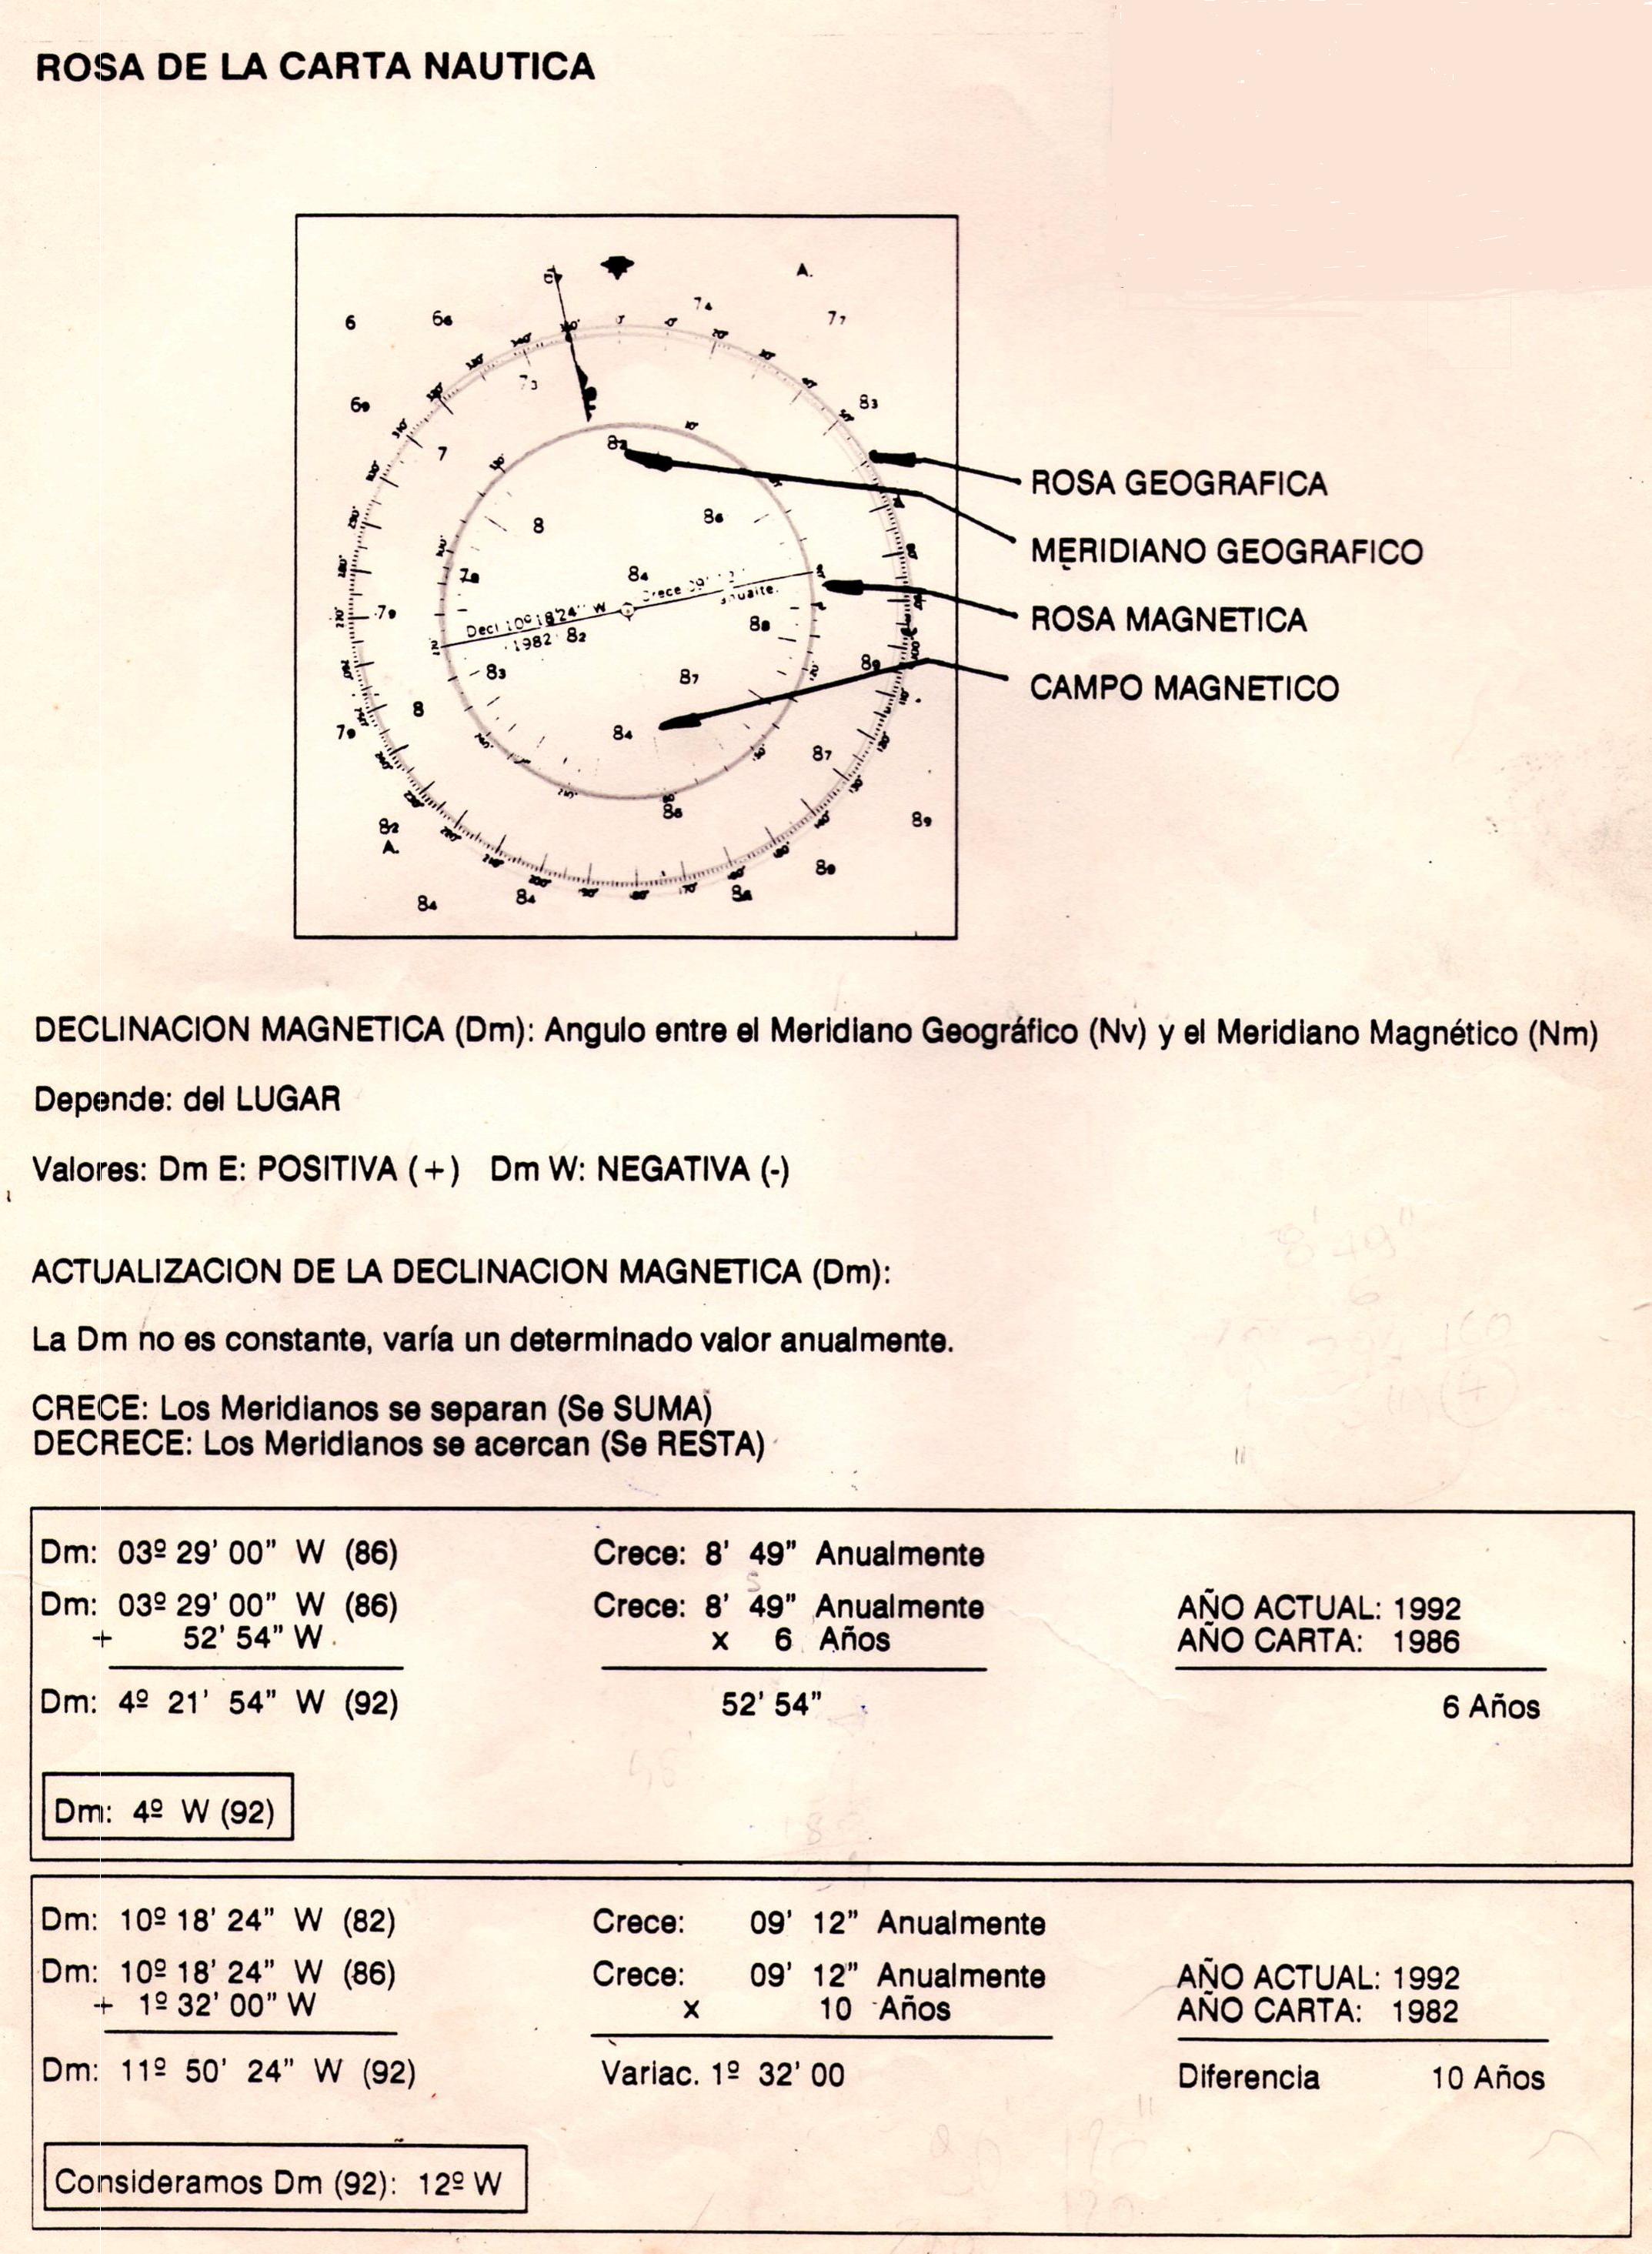 ROSA DE LA CARTA NAUTICA
A.
6
66
74
77
73
69
83
7
82
8
86
84
78
79
Decl 10º 18'24" W
Crece 09' 12"
anualte.
1982
82
88
83
87
89
8
79
84
87
86
82
A.
89
80
84
84
88
ROSA GEOGRAFICA
MERIDIANO GEOGRAFICO
ROSA MAGNETICA
CAMPO MAGNETICO
DECLINACION MAGNETICA (Dm): Angulo entre el Meridiano Geográfico (Nv) y el Meridiano Magnético (Nm)
Depende: del LUGAR
Valores: Dm E: POSITIVA (+) Dm W: NEGATIVA (-)
ACTUALIZACION DE LA DECLINACION MAGNETICA (Dm):
La Dm no es constante, varía un determinado valor anualmente.
CRECE: Los Meridianos se separan (Se SUMA)
DECRECE: Los Meridianos se acercan (Se RESTA)
Dm: 03º 29' 00" W (86) Crece: 8' 49" Anualmente
Dm: 03º 29' 00" W (86) Crece: 8' 49" Anualmente AÑO ACTUAL: 1992
+ 52' 54" W x 6 Años AÑO CARTA: 1986
Dm: 4º 21' 54" W (92) 52' 54" 6 Años
Dm: 4º W (92)
Dm: 10º 18' 24" W (82) Crece: 09' 12" Anualmente
Dm: 10º 18' 24" W (86) Crece: 09' 12" Anualmente AÑO ACTUAL: 1992
+ 1º 32' 00" W x 10 Años AÑO CARTA: 1982
Dm: 11º 50' 24" W (92) Variac. 1º 32' 00 Diferencia 10 Años
Consideramos Dm (92): 12º W